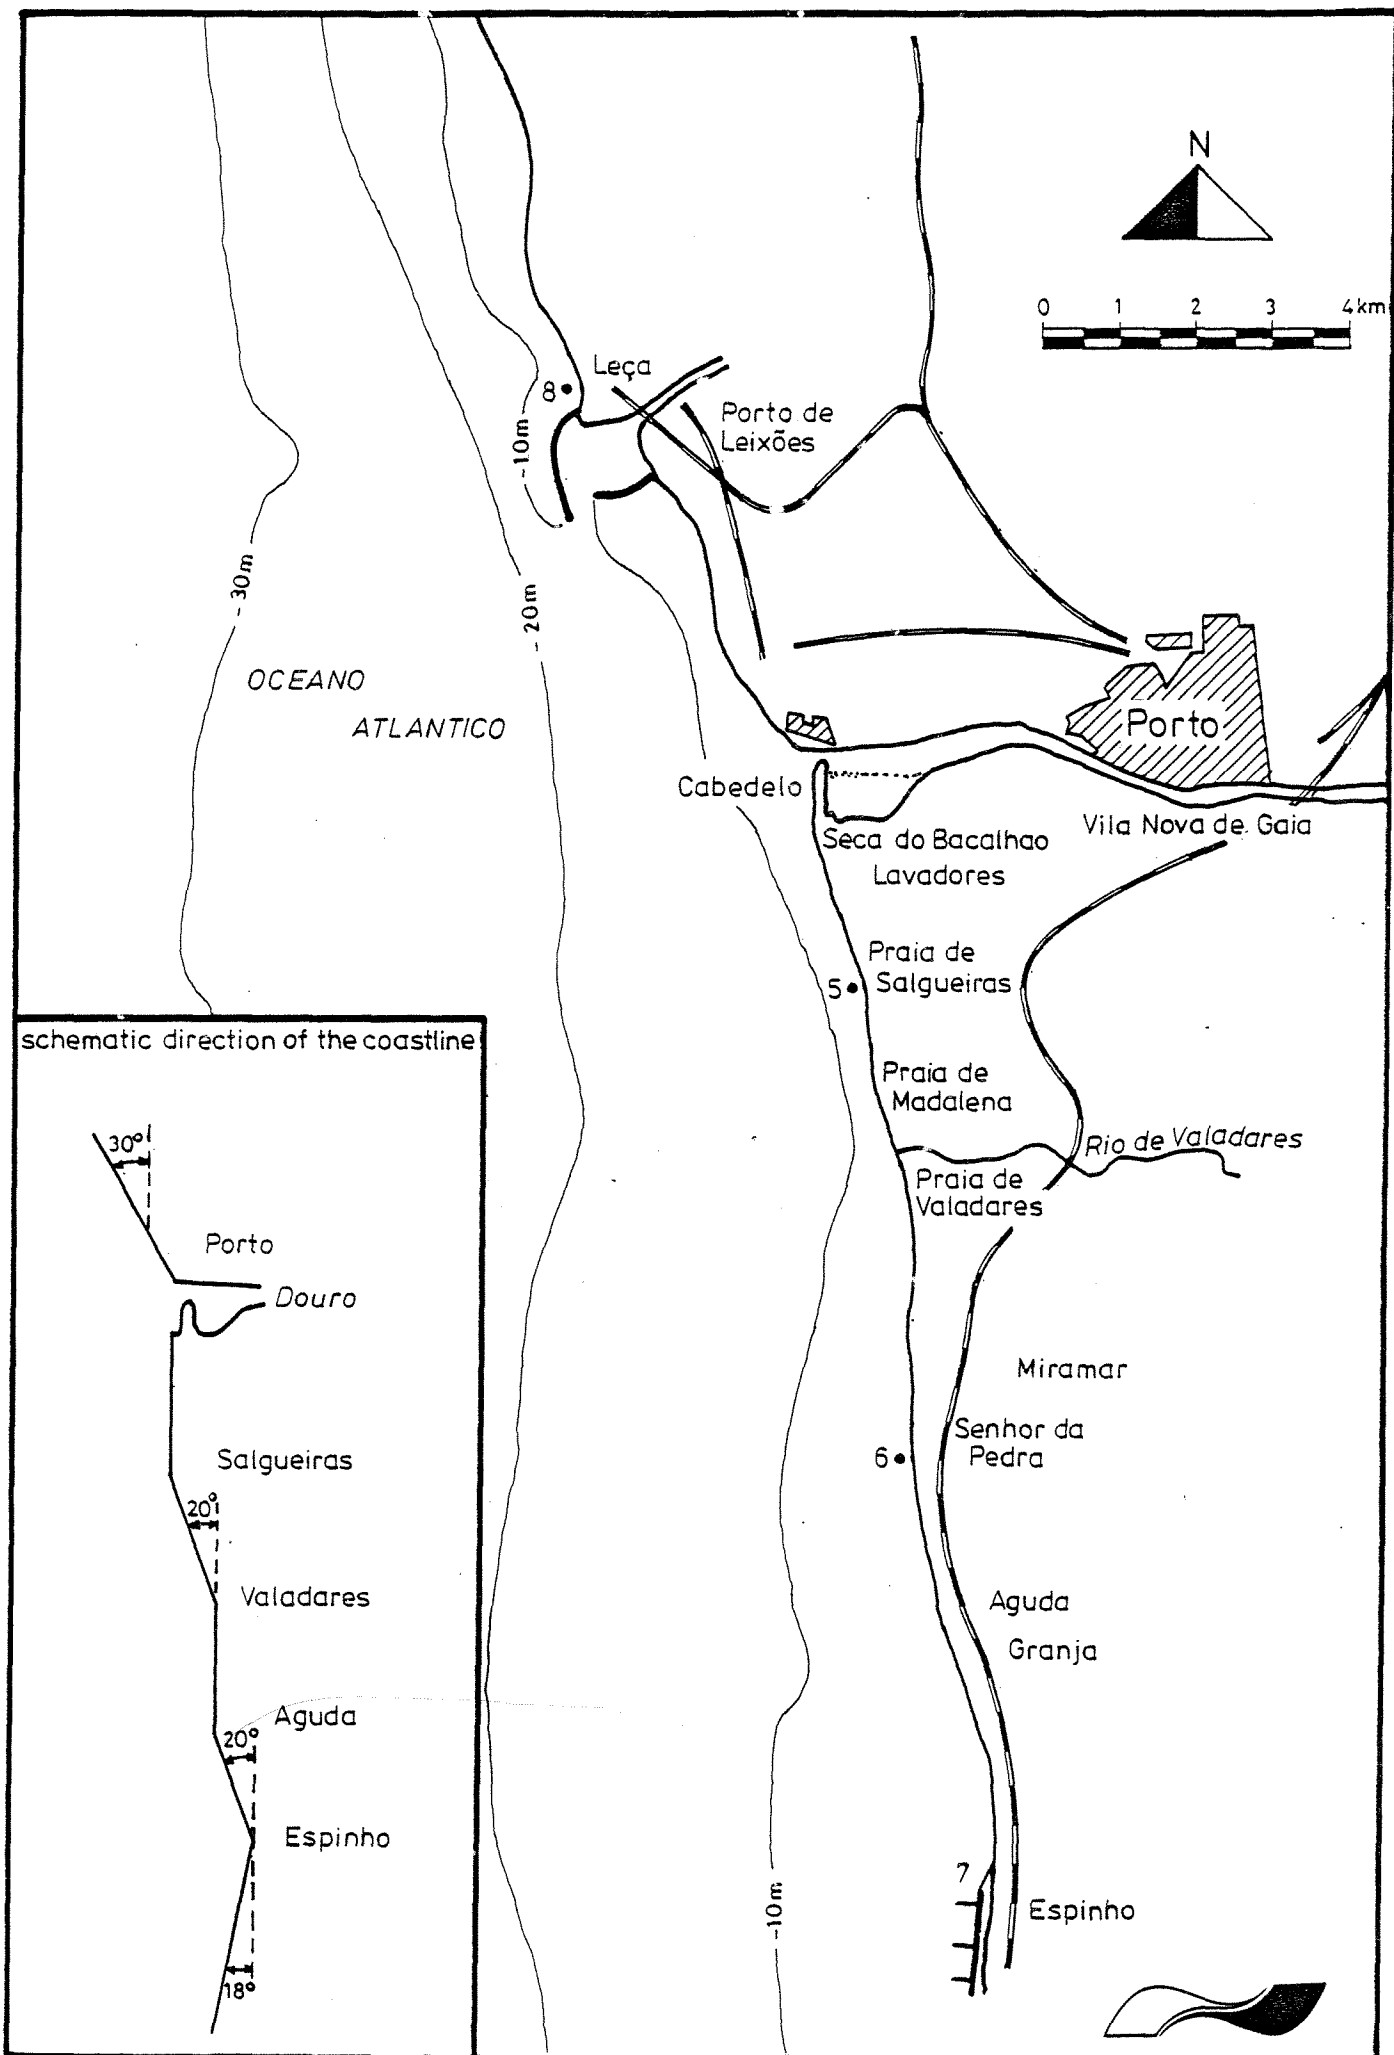 N
0 1 2 3 4 km
Leça
8
Porto de
Leixões
-10m
-30m
-20m
OCEANO
ATLANTICO
Porto
Cabedelo
Seca do Bacalhao
Lavadores
Vila Nova de Gaia
Praia de
Salgueiras
5
Praia de
Madalena
Rio de Valadares
Praia de
Valadares
Miramar
Senhor da
Pedra
6
Aguda
Granja
7
Espinho
-10m
schematic direction of the coastline
30°
Porto
Douro
Salgueiras
20°
Valadares
Aguda
20°
Espinho
18°